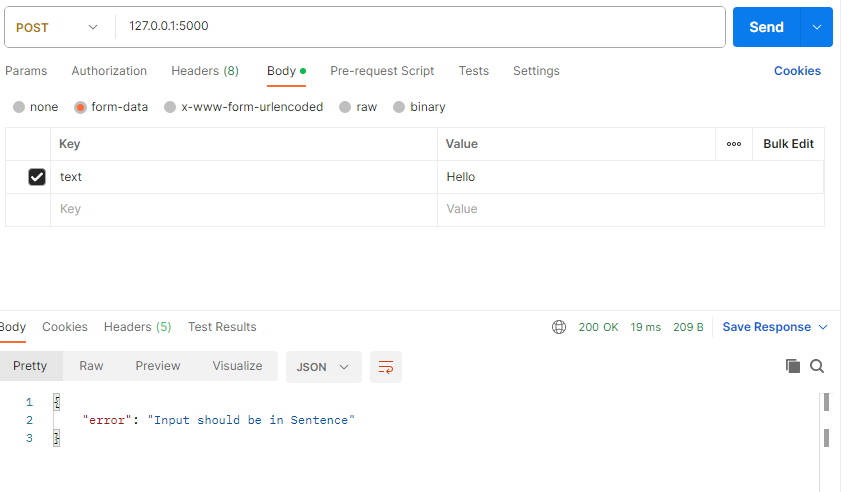 POST 127.0.0.1:5000 Send
Params Authorization Headers (8) Body Pre-request Script Tests Settings Cookies
none form-data x-www-form-urlencoded raw binary
Key Value ooo Bulk Edit
text Hello
Key Value
Body Cookies Headers (5) Test Results 200 OK 19 ms 209 B Save Response
Pretty Raw Preview Visualize JSON
1 {
2 "error": "Input should be in Sentence"
3 }